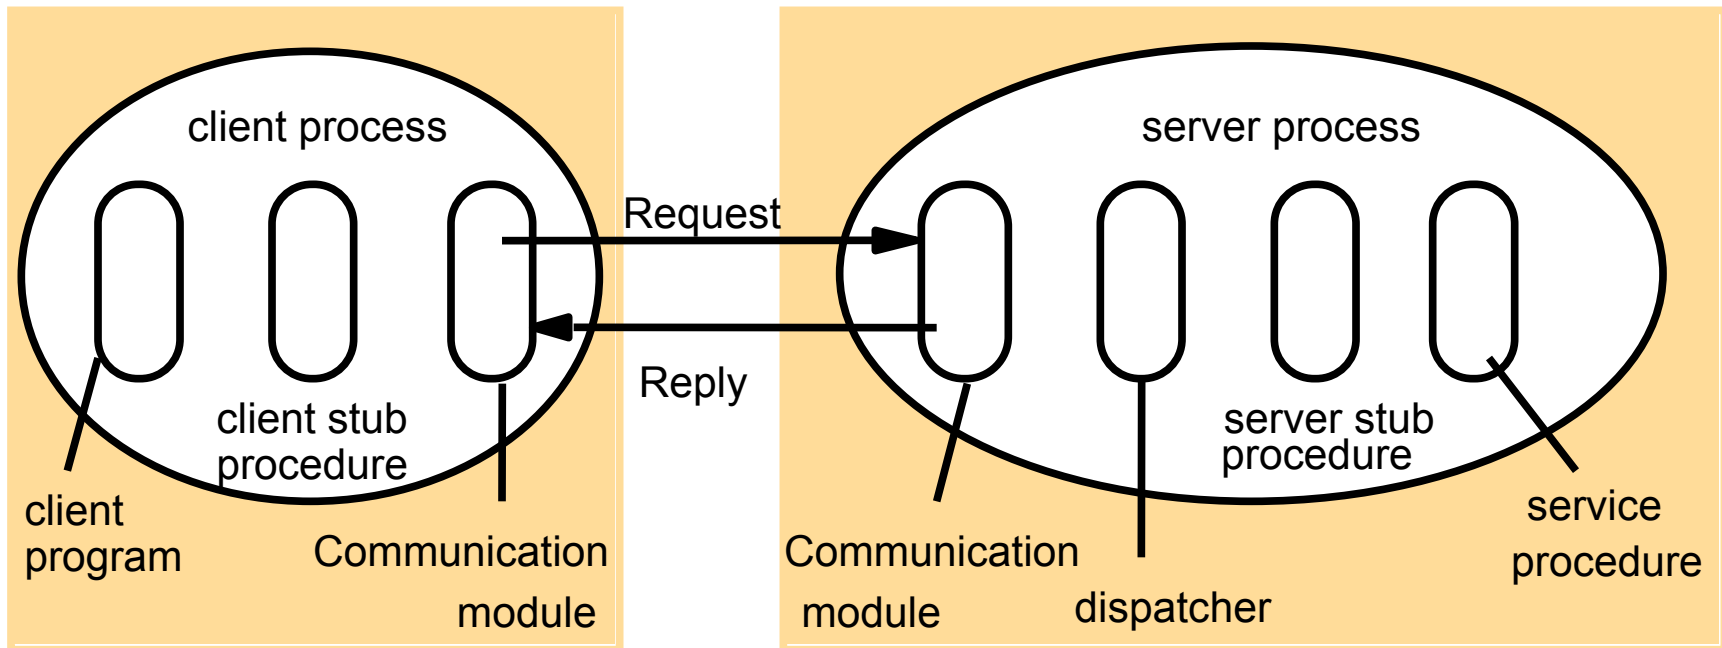 client process
server process
Request
Reply
client stub
procedure
server stub
procedure
client
program
Communication
module
Communication
module
dispatcher
service
procedure